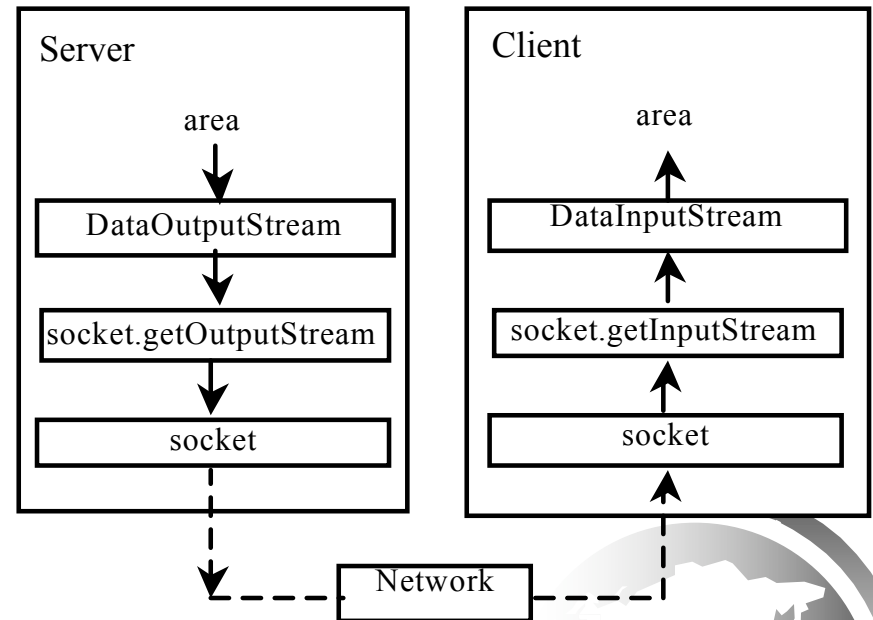 Server
area
DataOutputStream
socket.getOutputStream
socket
Client
area
DataInputStream
socket.getInputStream
socket
Network